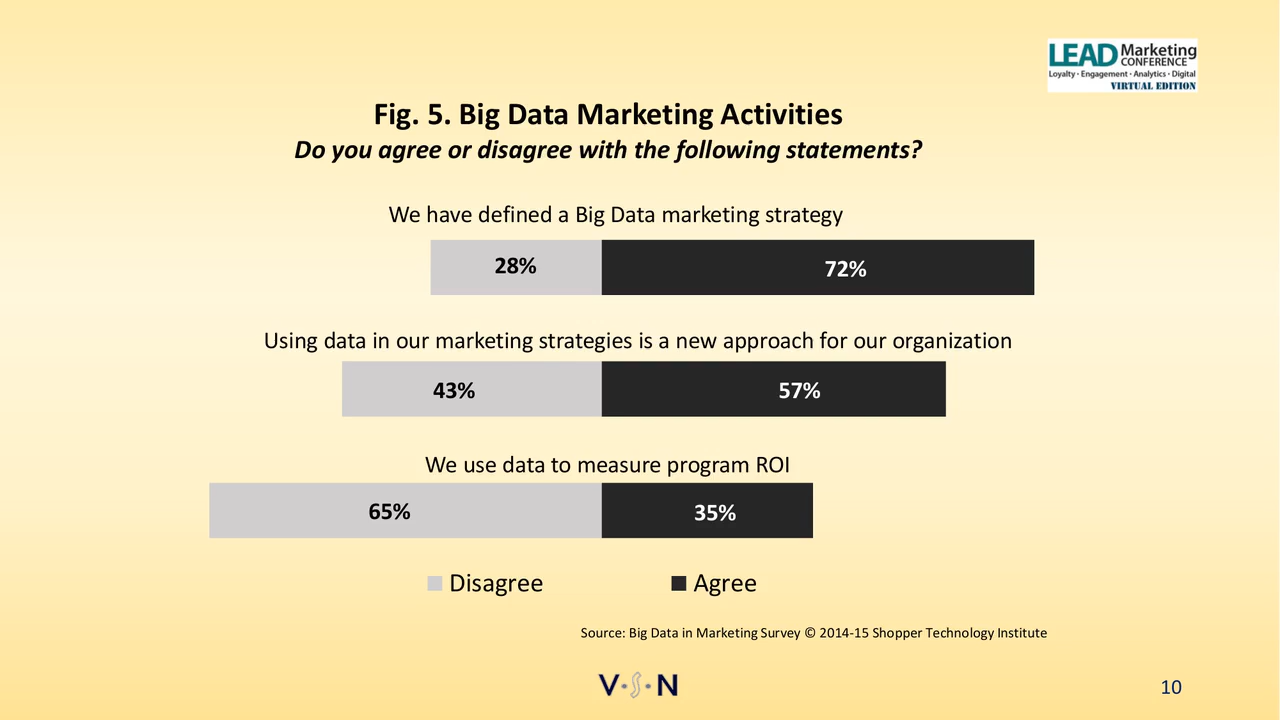 LEAD Marketing
CONFERENCE
Loyalty · Engagement · Analytics · Digital
VIRTUAL EDITION
Fig. 5. Big Data Marketing Activities
Do you agree or disagree with the following statements?
We have defined a Big Data marketing strategy
28% 72%
Using data in our marketing strategies is a new approach for our organization
43% 57%
We use data to measure program ROI
65% 35%
Disagree Agree
Source: Big Data in Marketing Survey © 2014-15 Shopper Technology Institute
V·S·N
10